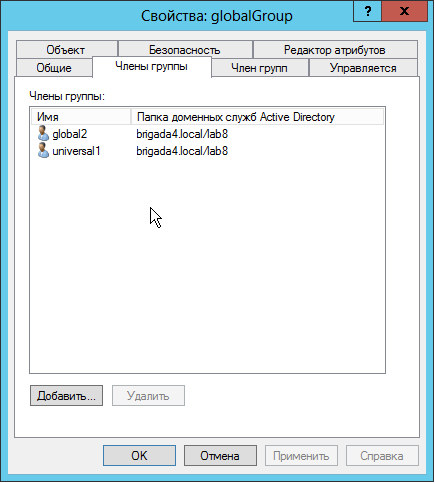 Свойства: globalGroup
? x
Объект Безопасность Редактор атрибутов
Общие Члены группы Член групп Управляется
Члены группы:
Имя Папка доменных служб Active Directory
global2 brigada4.local/lab8
universal1 brigada4.local/lab8
Добавить... Удалить
OK Отмена Применить Справка